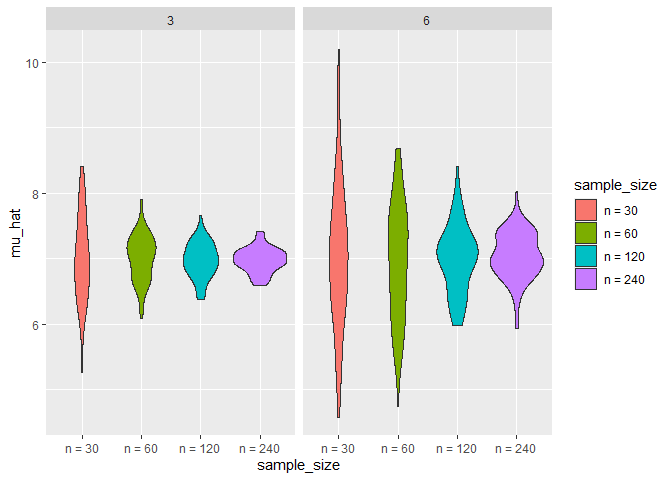 3 6
10
8
6
mu_hat
n = 30 n = 60 n = 120 n = 240 n = 30 n = 60 n = 120 n = 240
sample_size
sample_size
n = 30
n = 60
n = 120
n = 240